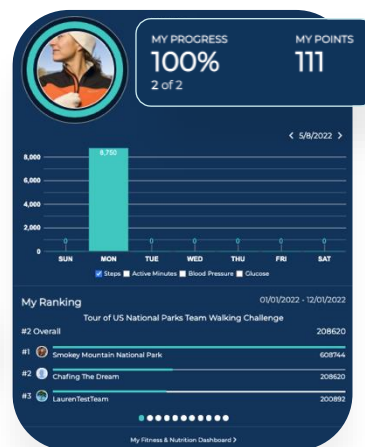 MY PROGRESS MY POINTS
100% 111
2 of 2
< 5/8/2022 >
8,000
8,750
6,000
4,000
2,000
0 0 0 0 0 0 0
SUN MON TUE WED THU FRI SAT
Steps Active Minutes Blood Pressure Glucose
My Ranking 01/01/2022 - 12/01/2022
Tour of US National Parks Team Walking Challenge
#2 Overall 208620
#1 Smokey Mountain National Park 608744
#2 Chafing The Dream 208620
#3 LaurenTestTeam 200892
My Fitness & Nutrition Dashboard >